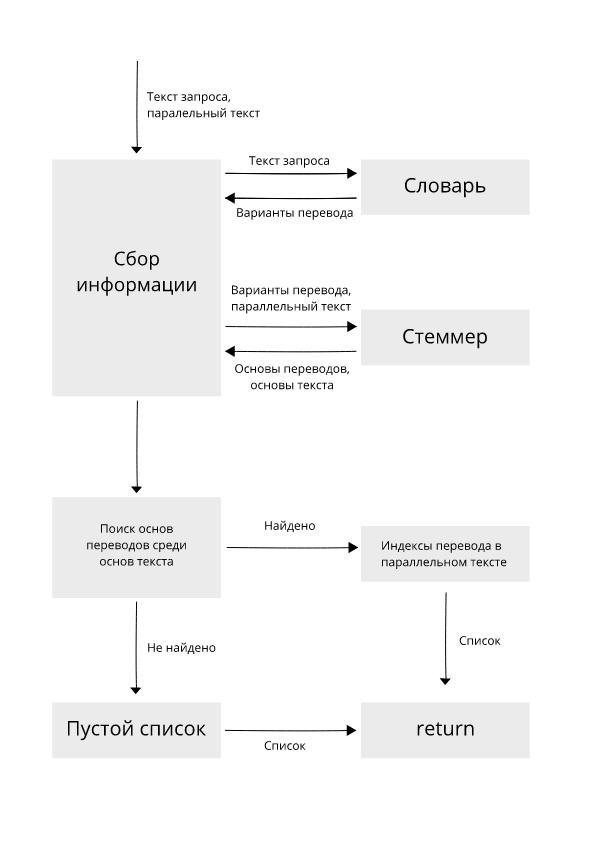 Текст запроса,
паралельный текст
Текст запроса
Словарь
Варианты перевода
Сбор
информации
Варианты перевода,
параллельный текст
Стеммер
Основы переводов,
основы текста
Поиск основ
переводов среди
основ текста
Найдено
Индексы перевода в
параллельном тексте
Не найдено
Список
Пустой список
Список
return